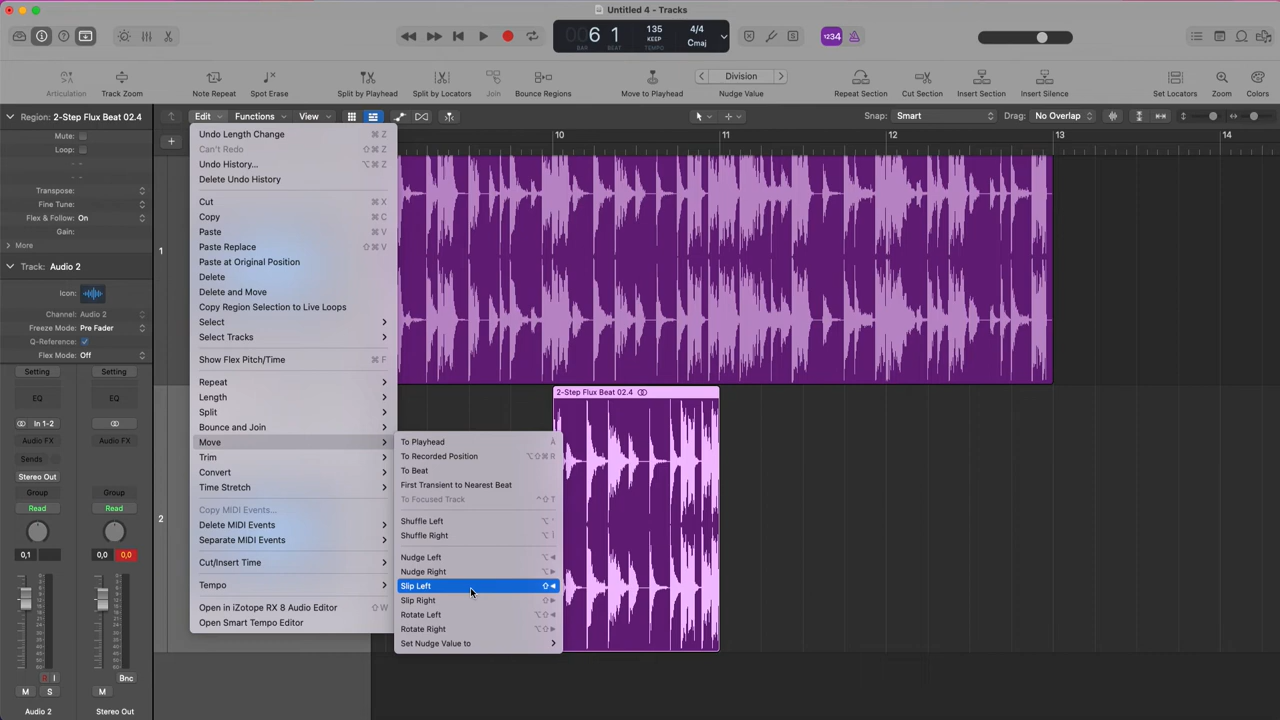 Untitled 4 - Tracks
006 1
BAR BEAT
135
KEEP
TEMPO
4/4
Cmaj
1234
Articulation
Track Zoom
Note Repeat
Spot Erase
Split by Playhead
Split by Locators
Join
Bounce Regions
Move to Playhead
Division
Nudge Value
Repeat Section
Cut Section
Insert Section
Insert Silence
Set Locators
Zoom
Colors
Region: 2-Step Flux Beat 02.4
Edit
Functions
View
Snap: Smart
Drag: No Overlap
10
11
12
13
14
Mute:
Loop:
Transpose:
Fine Tune:
Flex & Follow: On
Gain:
More
Track: Audio 2
Icon:
Channel: Audio 2
Freeze Mode: Pre Fader
Q-Reference:
Flex Mode: Off
Setting
Setting
EQ
EQ
In 1-2
Audio FX
Audio FX
Sends
Stereo Out
Group
Group
Read
Read
0,1
0,0
0,0
R I
Bnc
M
S
M
Audio 2
Stereo Out
1
2
Undo Length Change ⌘Z
Can't Redo ⇧⌘Z
Undo History... ⌥⌘Z
Delete Undo History
Cut ⌘X
Copy ⌘C
Paste ⌘V
Paste Replace ⇧⌘V
Paste at Original Position
Delete
Delete and Move
Copy Region Selection to Live Loops
Select
Select Tracks
Show Flex Pitch/Time ⌘F
Repeat
Length
Split
Bounce and Join
Move
Trim
Convert
Time Stretch
Copy MIDI Events...
Delete MIDI Events
Separate MIDI Events
Cut/Insert Time
Tempo
Open in iZotope RX 8 Audio Editor ⇧W
Open Smart Tempo Editor
To Playhead
To Recorded Position ⌥⇧⌘R
To Beat
First Transient to Nearest Beat
To Focused Track ^⇧T
Shuffle Left
Shuffle Right
Nudge Left
Nudge Right
Slip Left
Slip Right
Rotate Left
Rotate Right
Set Nudge Value to
2-Step Flux Beat 02.4